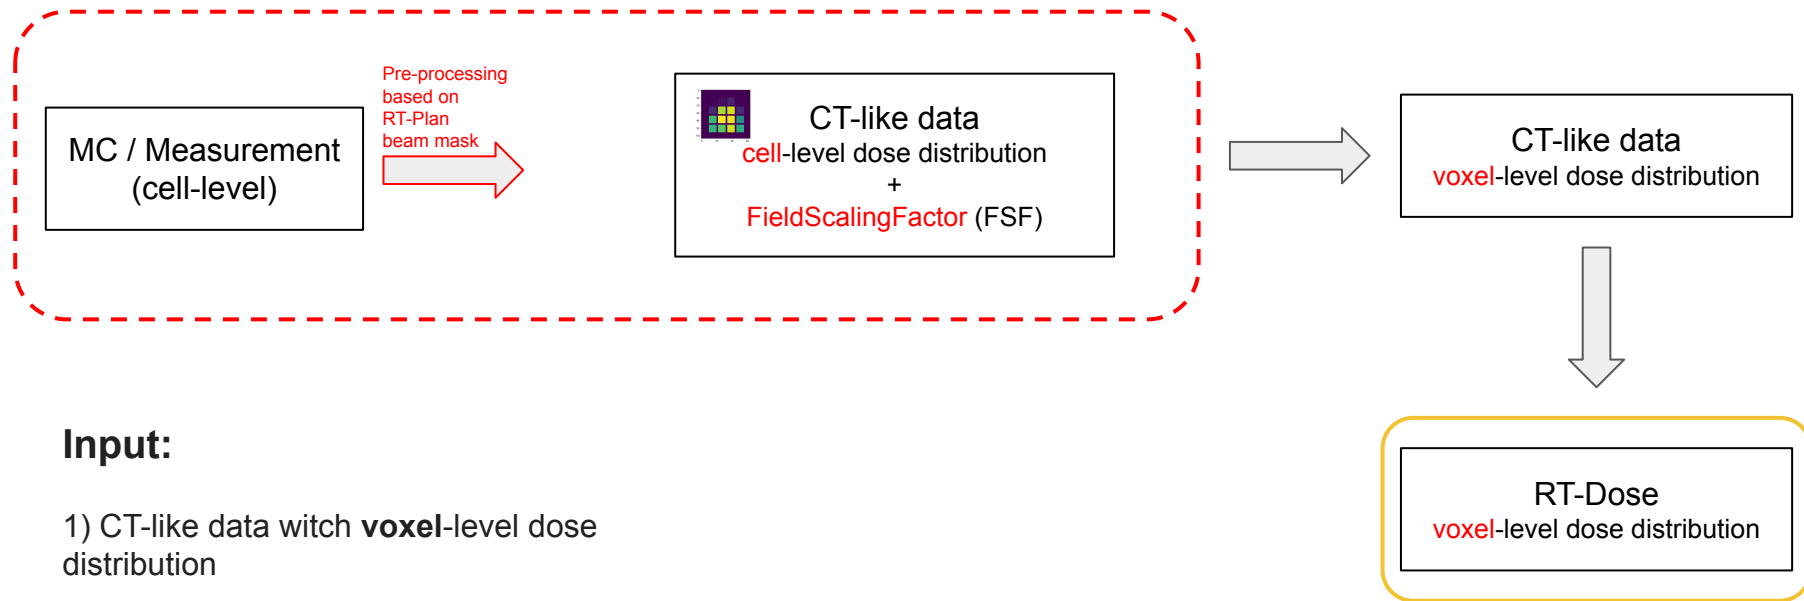 MC / Measurement
(cell-level)
Pre-processing
based on
RT-Plan
beam mask
CT-like data
cell-level dose distribution
+
FieldScalingFactor (FSF)
CT-like data
voxel-level dose distribution
RT-Dose
voxel-level dose distribution
Input:
1) CT-like data witch voxel-level dose
distribution